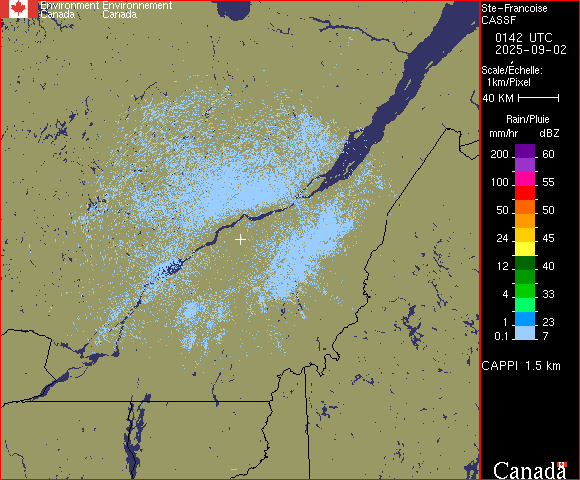 Environment Environnement
Canada Canada
Ste-Francoise
CASSF
0142 UTC
2025-09-02
Scale/Échelle:
1km/Pixel
40 KM
Rain/Pluie
mm/hr dBZ
200 60
100 55
50 50
24 45
12 40
4 33
1 23
0.1 7
CAPPI 1.5 km
Canada